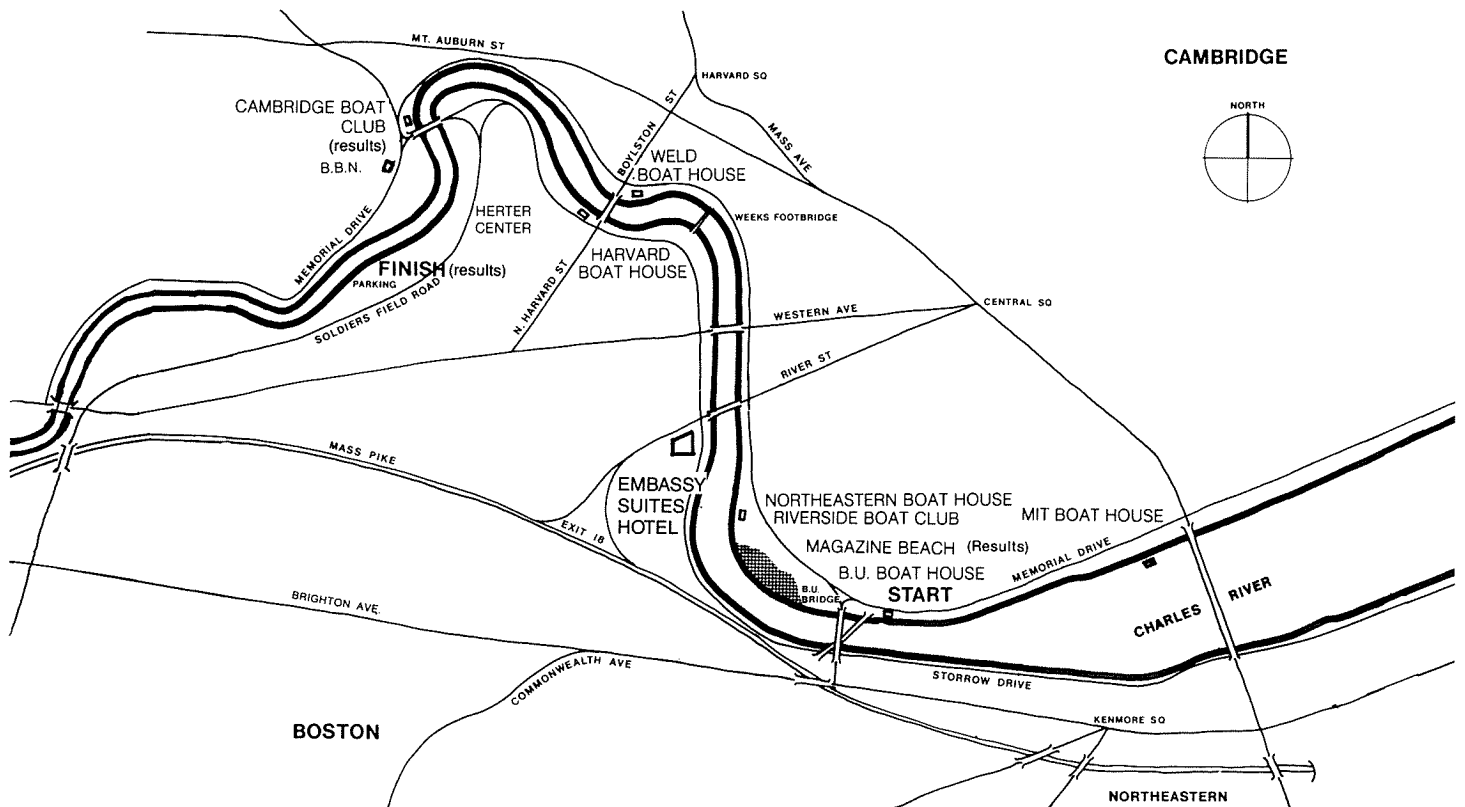 MT. AUBURN ST
CAMBRIDGE
HARVARD SQ
NORTH
CAMBRIDGE BOAT
CLUB
(results)
B.B.N.
BOYLSTON ST
MASS AVE
WELD
BOAT HOUSE
WEEKS FOOTBRIDGE
HERTER
CENTER
MEMORIAL DRIVE
HARVARD
BOAT HOUSE
FINISH (results)
PARKING
SOLDIERS FIELD ROAD
N. HARVARD ST
WESTERN AVE
CENTRAL SQ
RIVER ST
MASS PIKE
EMBASSY
SUITES
HOTEL
EXIT 18
NORTHEASTERN BOAT HOUSE
RIVERSIDE BOAT CLUB
MIT BOAT HOUSE
MAGAZINE BEACH (Results)
MEMORIAL DRIVE
B.U. BOAT HOUSE
B.U.
BRIDGE
START
CHARLES RIVER
BRIGHTON AVE.
COMMONWEALTH AVE
STORROW DRIVE
BOSTON
KENMORE SQ
NORTHEASTERN